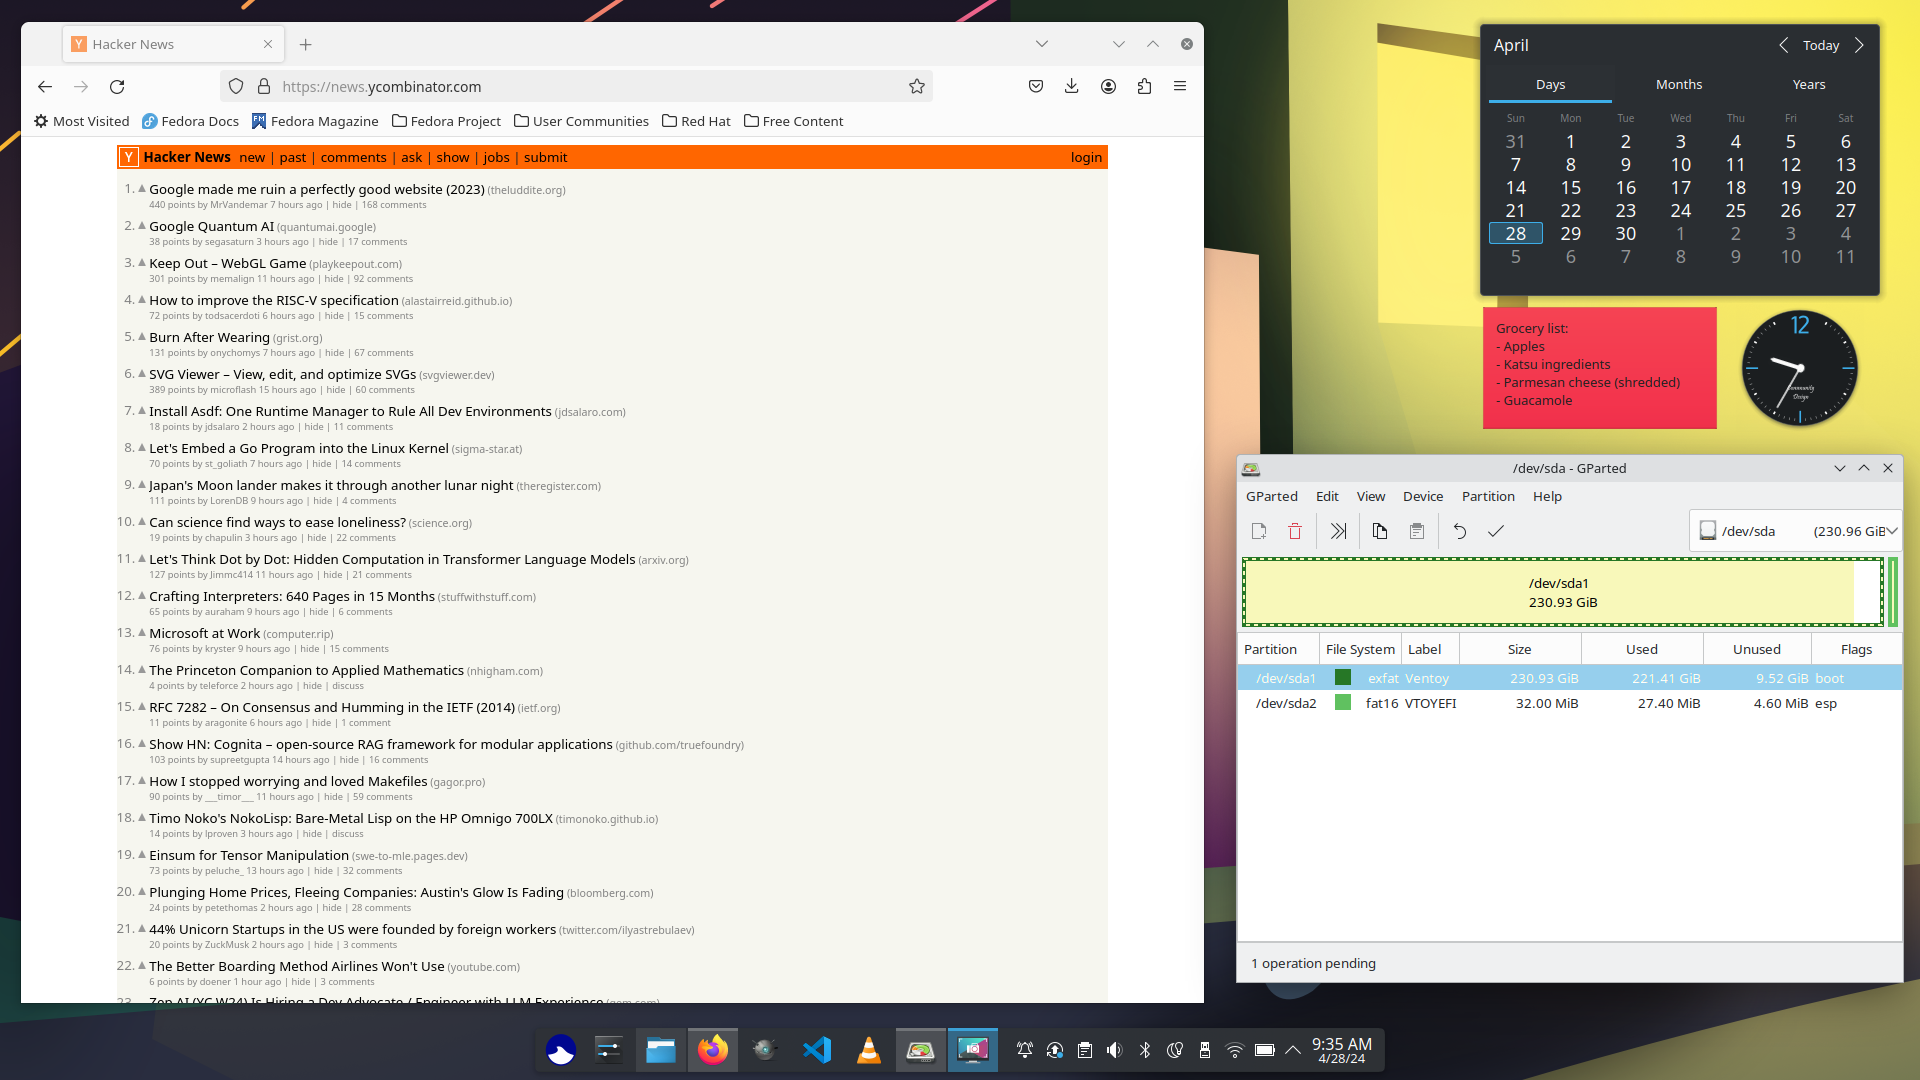 Hacker News
https://news.ycombinator.com
Most Visited Fedora Docs Fedora Magazine Fedora Project User Communities Red Hat Free Content
Y Hacker News new | past | comments | ask | show | jobs | submit login
1. Google made me ruin a perfectly good website (2023) (theluddite.org)
440 points by MrVandemar 7 hours ago | hide | 168 comments
2. Google Quantum AI (quantumai.google)
38 points by segasaturn 3 hours ago | hide | 17 comments
3. Keep Out – WebGL Game (playkeepout.com)
301 points by memalign 11 hours ago | hide | 92 comments
4. How to improve the RISC-V specification (alastairreid.github.io)
72 points by todsacerdoti 6 hours ago | hide | 15 comments
5. Burn After Wearing (grist.org)
131 points by onychomys 7 hours ago | hide | 67 comments
6. SVG Viewer – View, edit, and optimize SVGs (svgviewer.dev)
389 points by microflash 15 hours ago | hide | 60 comments
7. Install Asdf: One Runtime Manager to Rule All Dev Environments (jdsalaro.com)
18 points by jdsalaro 2 hours ago | hide | 11 comments
8. Let's Embed a Go Program into the Linux Kernel (sigma-star.at)
70 points by st_goliath 7 hours ago | hide | 14 comments
9. Japan's Moon lander makes it through another lunar night (theregister.com)
111 points by LorenDB 9 hours ago | hide | 4 comments
10. Can science find ways to ease loneliness? (science.org)
19 points by chapulin 3 hours ago | hide | 22 comments
11. Let's Think Dot by Dot: Hidden Computation in Transformer Language Models (arxiv.org)
127 points by Jimmc414 11 hours ago | hide | 21 comments
12. Crafting Interpreters: 640 Pages in 15 Months (stuffwithstuff.com)
65 points by auraham 9 hours ago | hide | 6 comments
13. Microsoft at Work (computer.rip)
76 points by kryster 9 hours ago | hide | 15 comments
14. The Princeton Companion to Applied Mathematics (nhigham.com)
4 points by teleforce 2 hours ago | hide | discuss
15. RFC 7282 – On Consensus and Humming in the IETF (2014) (ietf.org)
11 points by aragonite 6 hours ago | hide | 1 comment
16. Show HN: Cognita – open-source RAG framework for modular applications (github.com/truefoundry)
103 points by supreetgupta 14 hours ago | hide | 16 comments
17. How I stopped worrying and loved Makefiles (gagor.pro)
90 points by ___timor___ 11 hours ago | hide | 59 comments
18. Timo Noko's NokoLisp: Bare-Metal Lisp on the HP Omnigo 700LX (timonoko.github.io)
14 points by lproven 3 hours ago | hide | discuss
19. Einsum for Tensor Manipulation (swe-to-mle.pages.dev)
73 points by peluche_ 13 hours ago | hide | 32 comments
20. Plunging Home Prices, Fleeing Companies: Austin's Glow Is Fading (bloomberg.com)
24 points by petethomas 2 hours ago | hide | 28 comments
21. 44% Unicorn Startups in the US were founded by foreign workers (twitter.com/ilyastrebulaev)
20 points by ZuckMusk 2 hours ago | hide | 3 comments
22. The Better Boarding Method Airlines Won't Use (youtube.com)
6 points by doener 1 hour ago | hide | 3 comments
23. Zep AI (YC W24) Is Hiring a Dev Advocate / Engineer with LLM Experience
April Today
Days Months Years
Sun Mon Tue Wed Thu Fri Sat
31 1 2 3 4 5 6
7 8 9 10 11 12 13
14 15 16 17 18 19 20
21 22 23 24 25 26 27
28 29 30 1 2 3 4
5 6 7 8 9 10 11
Grocery list:
- Apples
- Katsu ingredients
- Parmesan cheese (shredded)
- Guacamole
12
Community
Design
/dev/sda - GParted
GParted Edit View Device Partition Help
/dev/sda (230.96 GiB
/dev/sda1
230.93 GiB
Partition File System Label Size Used Unused Flags
/dev/sda1 exfat Ventoy 230.93 GiB 221.41 GiB 9.52 GiB boot
/dev/sda2 fat16 VTOYEFI 32.00 MiB 27.40 MiB 4.60 MiB esp
1 operation pending
9:35 AM
4/28/24